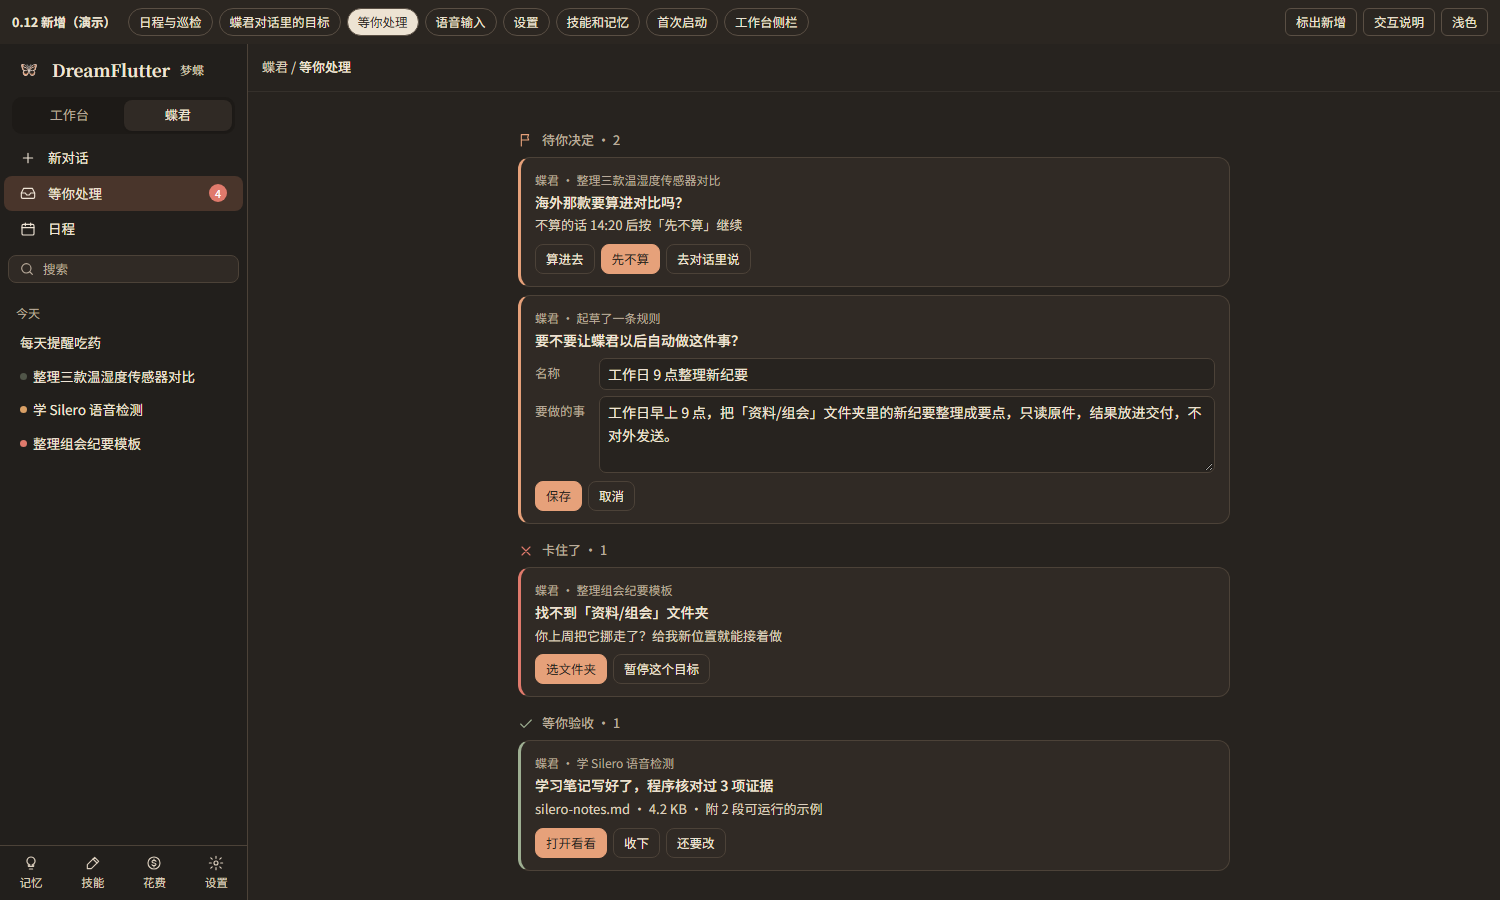 0.12 新增（演示） 日程与巡检 蝶君对话里的目标 等你处理 语音输入 设置 技能和记忆 首次启动 工作台侧栏 标出新增 交互说明 浅色
DreamFlutter 梦蝶
工作台 蝶君
新对话
等你处理 4
日程
搜索
今天
每天提醒吃药
整理三款温湿度传感器对比
学 Silero 语音检测
整理组会纪要模板
记忆 技能 花费 设置
蝶君 / 等你处理
待你决定 · 2
蝶君 · 整理三款温湿度传感器对比
海外那款要算进对比吗？
不算的话 14:20 后按「先不算」继续
算进去 先不算 去对话里说
蝶君 · 起草了一条规则
要不要让蝶君以后自动做这件事？
名称 工作日 9 点整理新纪要
要做的事 工作日早上 9 点，把「资料/组会」文件夹里的新纪要整理成要点，只读原件，结果放进交付，不
对外发送。
保存 取消
卡住了 · 1
蝶君 · 整理组会纪要模板
找不到「资料/组会」文件夹
你上周把它挪走了？给我新位置就能接着做
选文件夹 暂停这个目标
等你验收 · 1
蝶君 · 学 Silero 语音检测
学习笔记写好了，程序核对过 3 项证据
silero-notes.md · 4.2 KB · 附 2 段可运行的示例
打开看看 收下 还要改